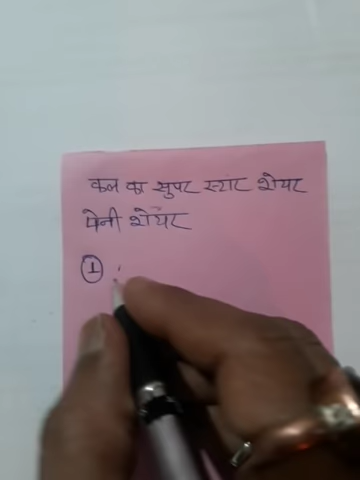 कल का सुपर स्टार शेयर
पेनी शेयर
①